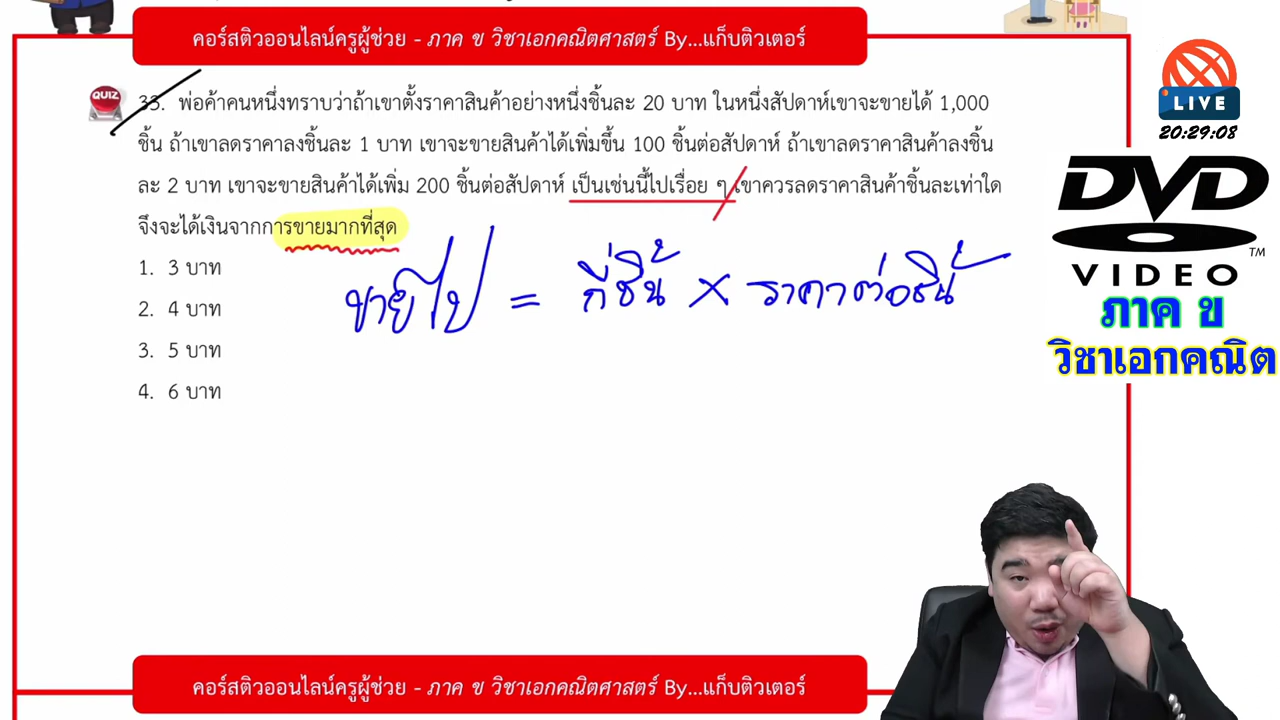 คอร์สติวออนไลน์ครูผู้ช่วย - ภาค ข วิชาเอกคณิตศาสตร์ By...แก็บติวเตอร์
QUIZ
33. พ่อค้าคนหนึ่งทราบว่าถ้าเขาตั้งราคาสินค้าอย่างหนึ่งชิ้นละ 20 บาท ในหนึ่งสัปดาห์เขาจะขายได้ 1,000
ชิ้น ถ้าเขาลดราคาลงชิ้นละ 1 บาท เขาจะขายสินค้าได้เพิ่มขึ้น 100 ชิ้นต่อสัปดาห์ ถ้าเขาลดราคาสินค้าลงชิ้น
ละ 2 บาท เขาจะขายสินค้าได้เพิ่ม 200 ชิ้นต่อสัปดาห์ เป็นเช่นนี้ไปเรื่อย ๆ เขาควรลดราคาสินค้าชิ้นละเท่าใด
จึงจะได้เงินจากการขายมากที่สุด
1. 3 บาท
2. 4 บาท
3. 5 บาท
4. 6 บาท
ขายไป = กี่ชิ้น × ราคาต่อชิ้น
LIVE
20:29:08
DVD
VIDEO TM
ภาค ข
วิชาเอกคณิต
คอร์สติวออนไลน์ครูผู้ช่วย - ภาค ข วิชาเอกคณิตศาสตร์ By...แก็บติวเตอร์